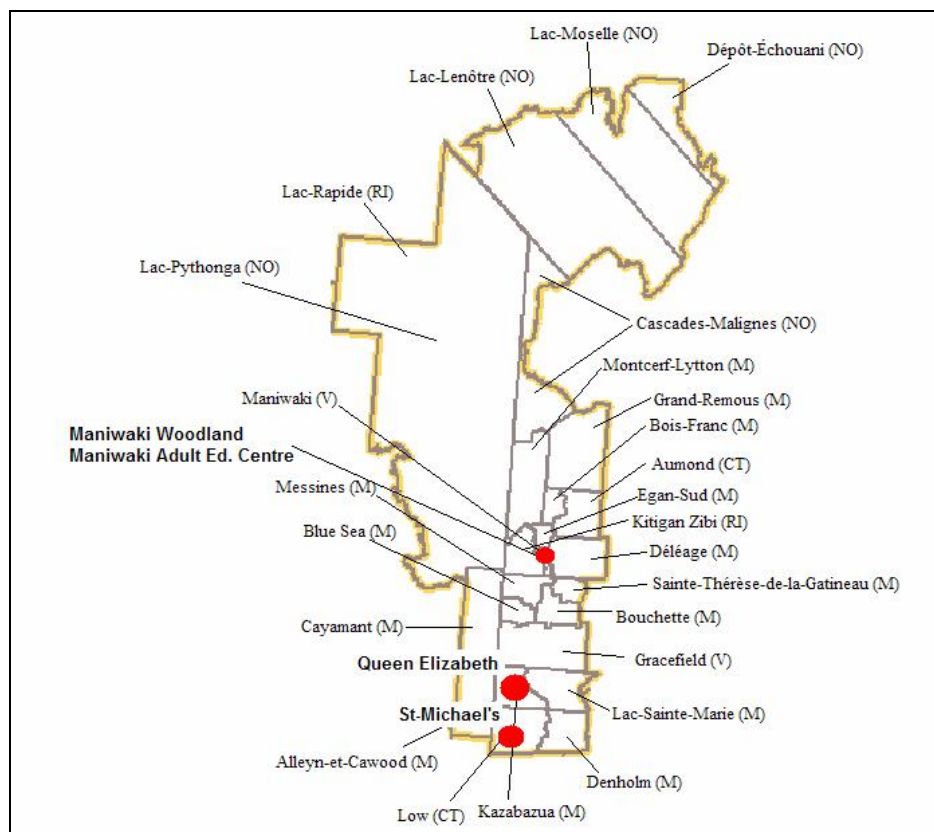 Lac-Moselle (NO)
Dépôt-Échouani (NO)
Lac-Lenôtre (NO)
Lac-Rapide (RI)
Lac-Pythonga (NO)
Cascades-Malignes (NO)
Montcerf-Lytton (M)
Maniwaki (V)
Grand-Remous (M)
Bois-Franc (M)
Maniwaki Woodland
Maniwaki Adult Ed. Centre
Aumond (CT)
Messines (M)
Egan-Sud (M)
Kitigan Zibi (RI)
Blue Sea (M)
Déléage (M)
Sainte-Thérèse-de-la-Gatineau (M)
Cayamant (M)
Bouchette (M)
Queen Elizabeth
Gracefield (V)
St-Michael's
Lac-Sainte-Marie (M)
Alleyn-et-Cawood (M)
Denholm (M)
Low (CT)
Kazabazua (M)